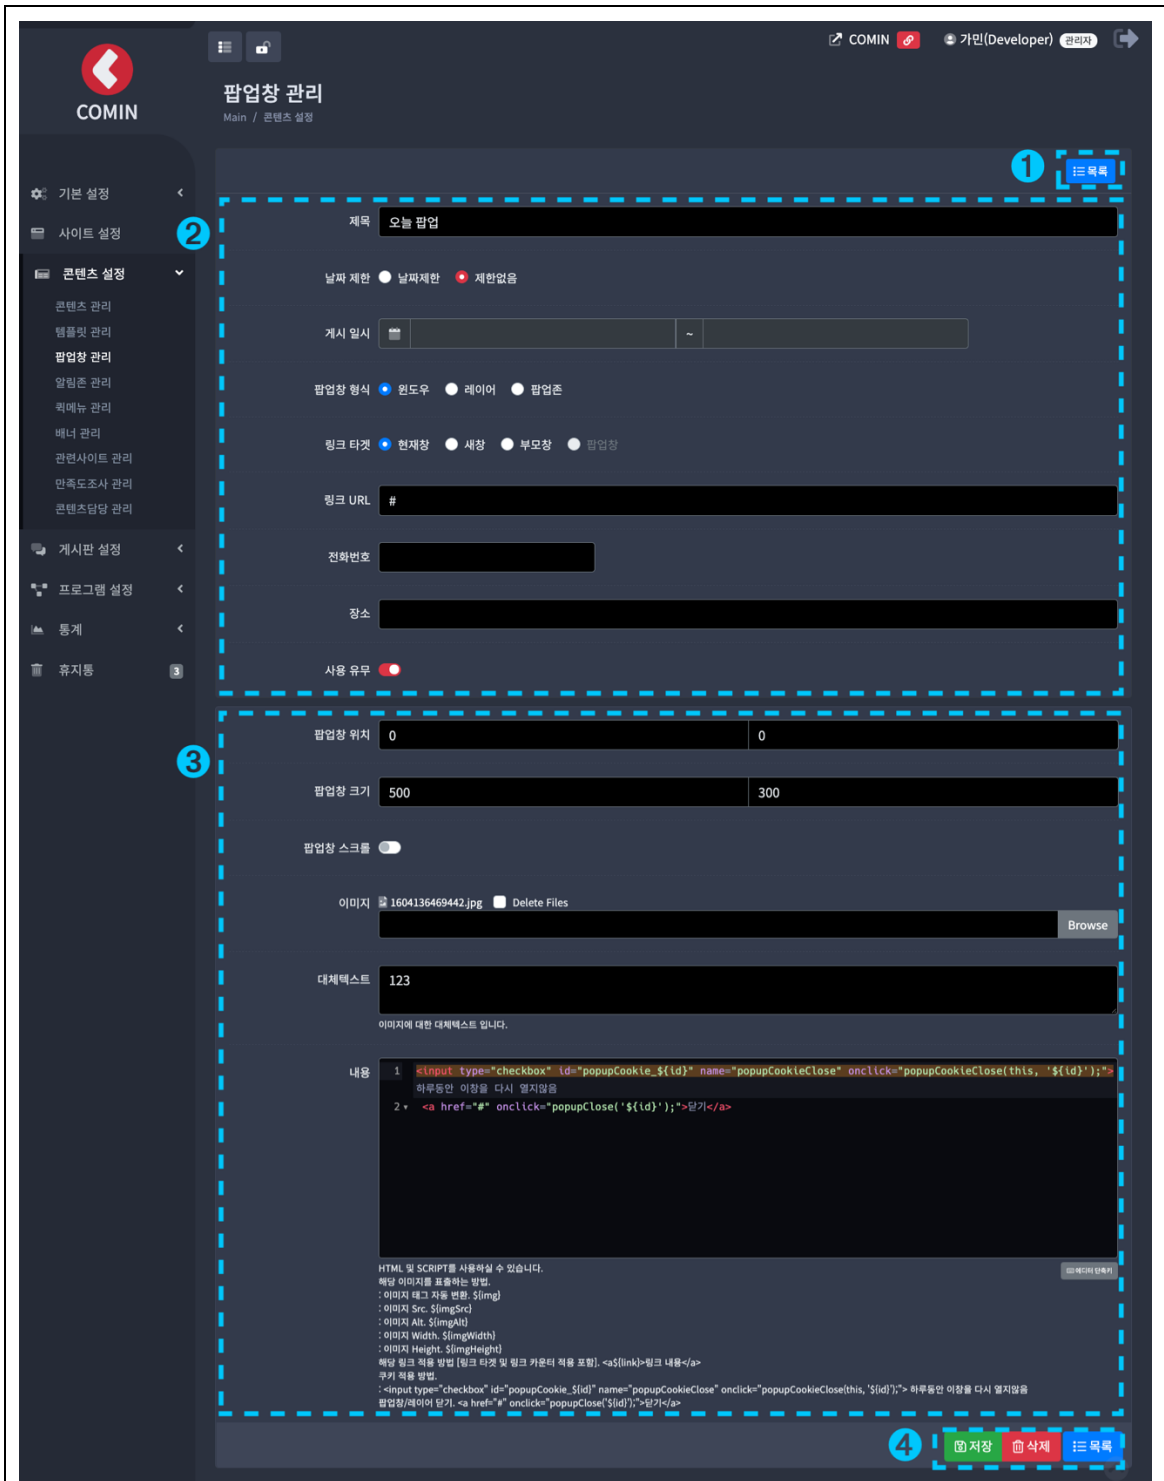 COMIN
가민(Developer) 관리자
COMIN
팝업창 관리
Main / 콘텐츠 설정
1
목록
기본 설정
사이트 설정
콘텐츠 설정
콘텐츠 관리
템플릿 관리
팝업창 관리
알림존 관리
퀵메뉴 관리
배너 관리
관련사이트 관리
만족도조사 관리
콘텐츠담당 관리
게시판 설정
프로그램 설정
통계
휴지통 3
2
제목 오늘 팝업
날짜 제한 날짜제한 제한없음
게시 일시 ~
팝업창 형식 윈도우 레이어 팝업존
링크 타겟 현재창 새창 부모창 팝업창
링크 URL #
전화번호
장소
사용 유무
3
팝업창 위치 0 0
팝업창 크기 500 300
팝업창 스크롤
이미지 1604136469442.jpg Delete Files
Browse
대체텍스트 123
이미지에 대한 대체텍스트 입니다.
내용 1 <input type="checkbox" id="popupCookie_${id}" name="popupCookieClose" onclick="popupCookieClose(this, '${id}');">
하루동안 이창을 다시 열지않음
2 <a href="#" onclick="popupClose('${id}');">닫기</a>
HTML 및 SCRIPT를 사용하실 수 있습니다.
에디터 단축키
해당 이미지를 표출하는 방법.
: 이미지 태그 자동 변환. ${img}
: 이미지 Src. ${imgSrc}
: 이미지 Alt. ${imgAlt}
: 이미지 Width. ${imgWidth}
: 이미지 Height. ${imgHeight}
해당 링크 적용 방법 [링크 타겟 및 링크 카운터 적용 포함]. <a${link}>링크 내용</a>
쿠키 적용 방법.
: <input type="checkbox" id="popupCookie_${id}" name="popupCookieClose" onclick="popupCookieClose(this, '${id}');"> 하루동안 이창을 다시 열지않음
팝업창/레이어 닫기. <a href="#" onclick="popupClose('${id}');">닫기</a>
4
저장 삭제 목록